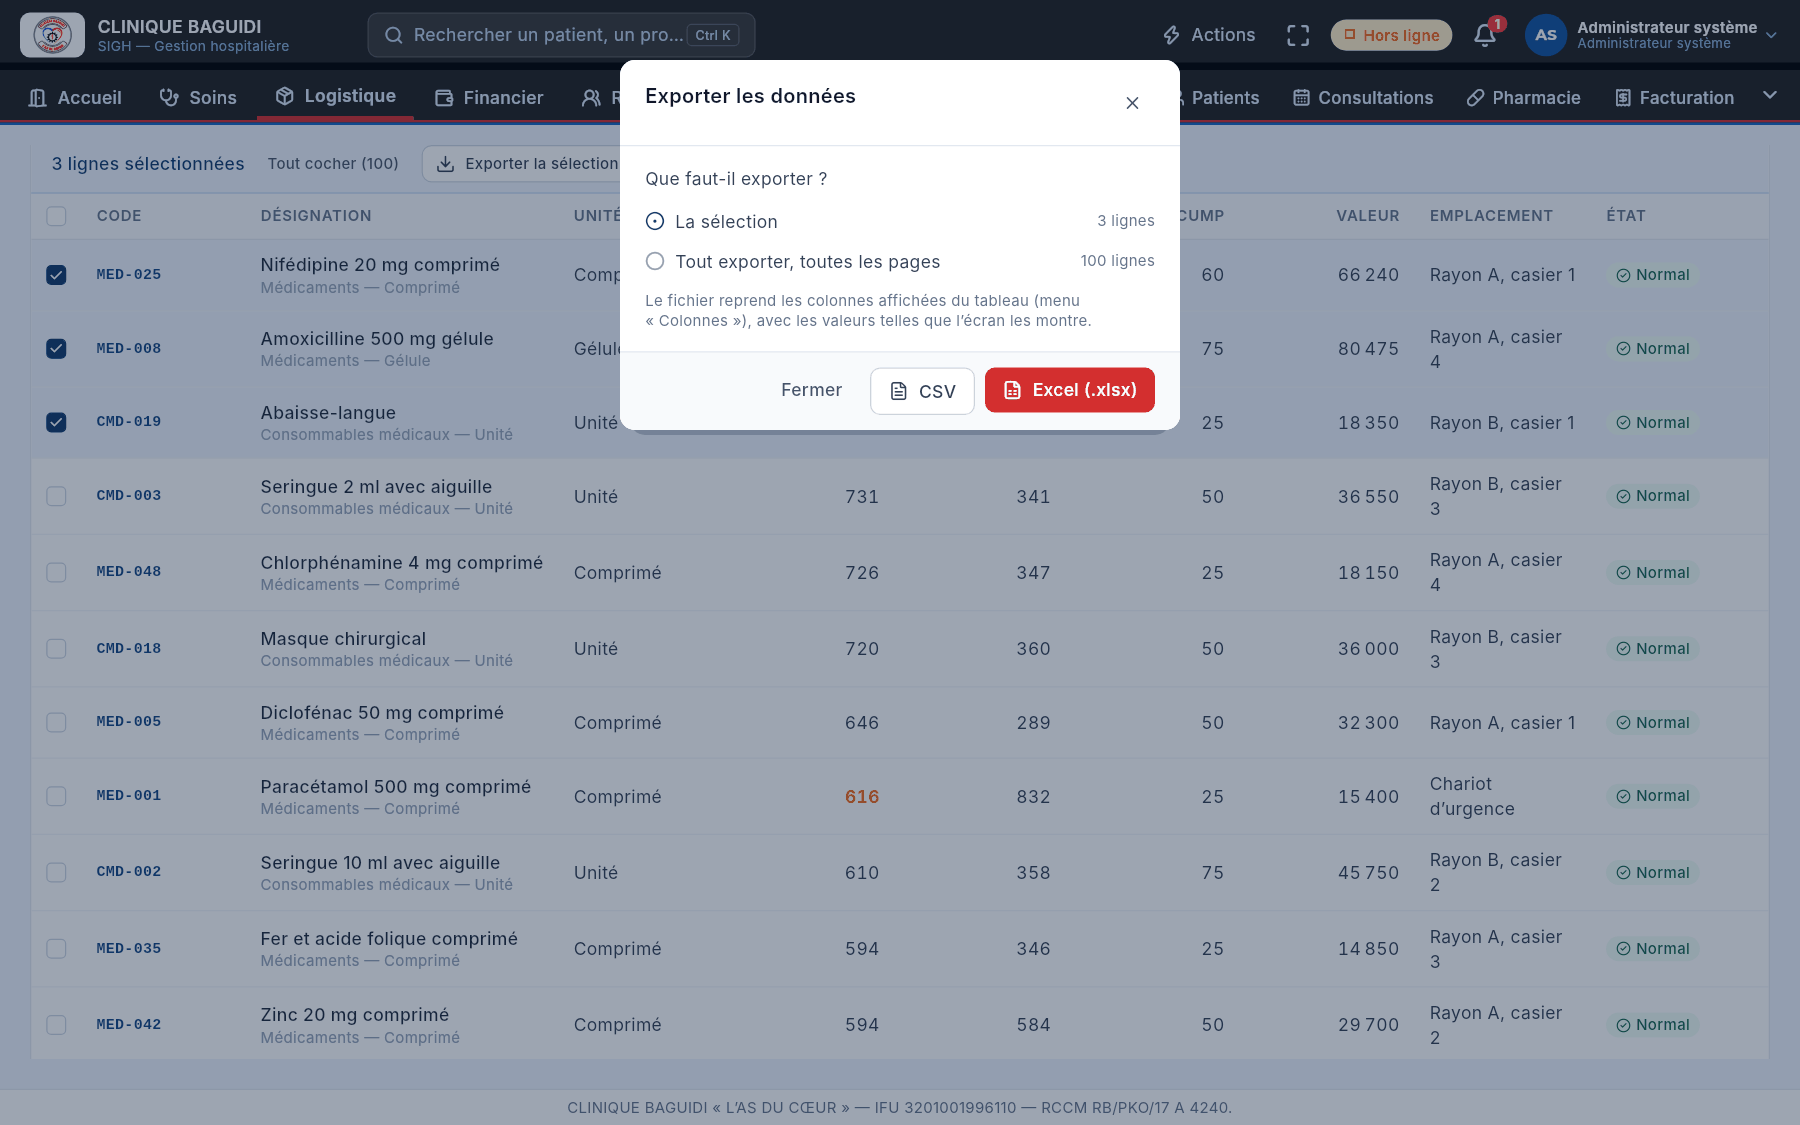 CLINIQUE BAGUIDI
SIGH — Gestion hospitalière
Rechercher un patient, un pro... Ctrl K
Actions
Hors ligne
1
AS
Administrateur système
Administrateur système
Accueil
Soins
Logistique
Financier
Patients
Consultations
Pharmacie
Facturation
Exporter les données
Que faut-il exporter ?
La sélection 3 lignes
Tout exporter, toutes les pages 100 lignes
Le fichier reprend les colonnes affichées du tableau (menu
« Colonnes »), avec les valeurs telles que l’écran les montre.
Fermer
CSV
Excel (.xlsx)
3 lignes sélectionnées Tout cocher (100) Exporter la sélection
CODE DÉSIGNATION UNITÉ CUMP VALEUR EMPLACEMENT ÉTAT
MED-025 Nifédipine 20 mg comprimé 60 66 240 Rayon A, casier 1 Normal
Médicaments — Comprimé
MED-008 Amoxicilline 500 mg gélule 75 80 475 Rayon A, casier 4 Normal
Médicaments — Gélule
CMD-019 Abaisse-langue Unité 25 18 350 Rayon B, casier 1 Normal
Consommables médicaux — Unité
CMD-003 Seringue 2 ml avec aiguille Unité 731 341 50 36 550 Rayon B, casier 3 Normal
Consommables médicaux — Unité
MED-048 Chlorphénamine 4 mg comprimé Comprimé 726 347 25 18 150 Rayon A, casier 4 Normal
Médicaments — Comprimé
CMD-018 Masque chirurgical Unité 720 360 50 36 000 Rayon B, casier 3 Normal
Consommables médicaux — Unité
MED-005 Diclofénac 50 mg comprimé Comprimé 646 289 50 32 300 Rayon A, casier 1 Normal
Médicaments — Comprimé
MED-001 Paracétamol 500 mg comprimé Comprimé 616 832 25 15 400 Chariot d’urgence Normal
Médicaments — Comprimé
CMD-002 Seringue 10 ml avec aiguille Unité 610 358 75 45 750 Rayon B, casier 2 Normal
Consommables médicaux — Unité
MED-035 Fer et acide folique comprimé Comprimé 594 346 25 14 850 Rayon A, casier 3 Normal
Médicaments — Comprimé
MED-042 Zinc 20 mg comprimé Comprimé 594 584 50 29 700 Rayon A, casier 2 Normal
Médicaments — Comprimé
CLINIQUE BAGUIDI « L’AS DU CŒUR » — IFU 3201001996110 — RCCM RB/PKO/17 A 4240.